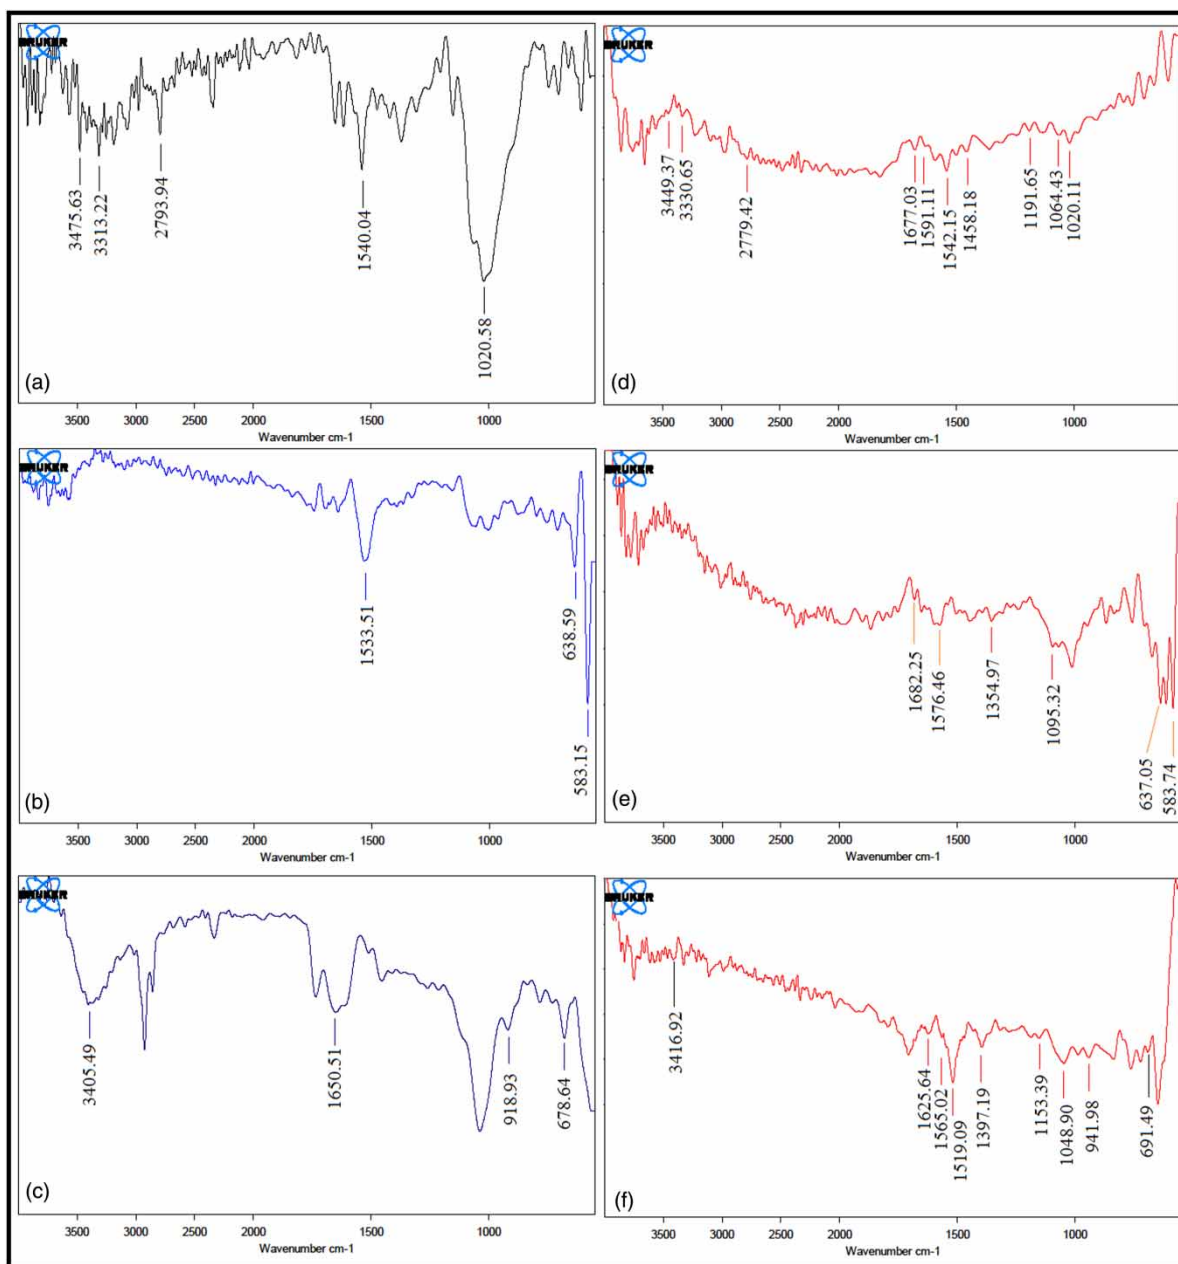 BRUKER
3475.63
3313.22
2793.94
1540.04
1020.58
(a)
3500 3000 2500 2000 1500 1000
Wavenumber cm-1
BRUKER
3449.37
3330.65
2779.42
1677.03
1591.11
1542.15
1458.18
1191.65
1064.43
1020.11
(d)
3500 3000 2500 2000 1500 1000
Wavenumber cm-1
BRUKER
1533.51
638.59
583.15
(b)
3500 3000 2500 2000 1500 1000
Wavenumber cm-1
BRUKER
1682.25
1576.46
1354.97
1095.32
637.05
583.74
(e)
3500 3000 2500 2000 1500 1000
Wavenumber cm-1
BRUKER
3405.49
1650.51
918.93
678.64
(c)
3500 3000 2500 2000 1500 1000
Wavenumber cm-1
BRUKER
3416.92
1625.64
1565.02
1519.09
1397.19
1153.39
1048.90
941.98
691.49
(f)
3500 3000 2500 2000 1500 1000
Wavenumber cm-1